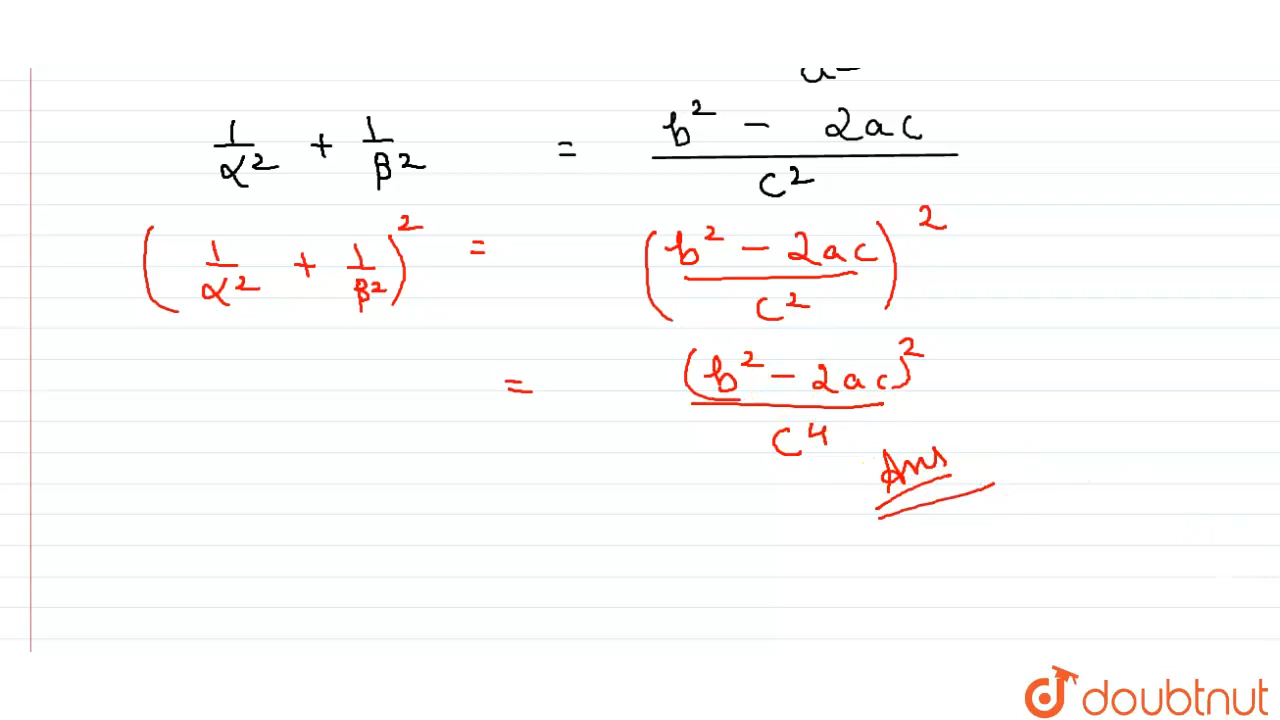 1/α² + 1/β² = (b² - 2ac)/c²
(1/α² + 1/β²)² = ((b² - 2ac)/c²)²
= (b² - 2ac)²/c⁴
Ans
doubtnut